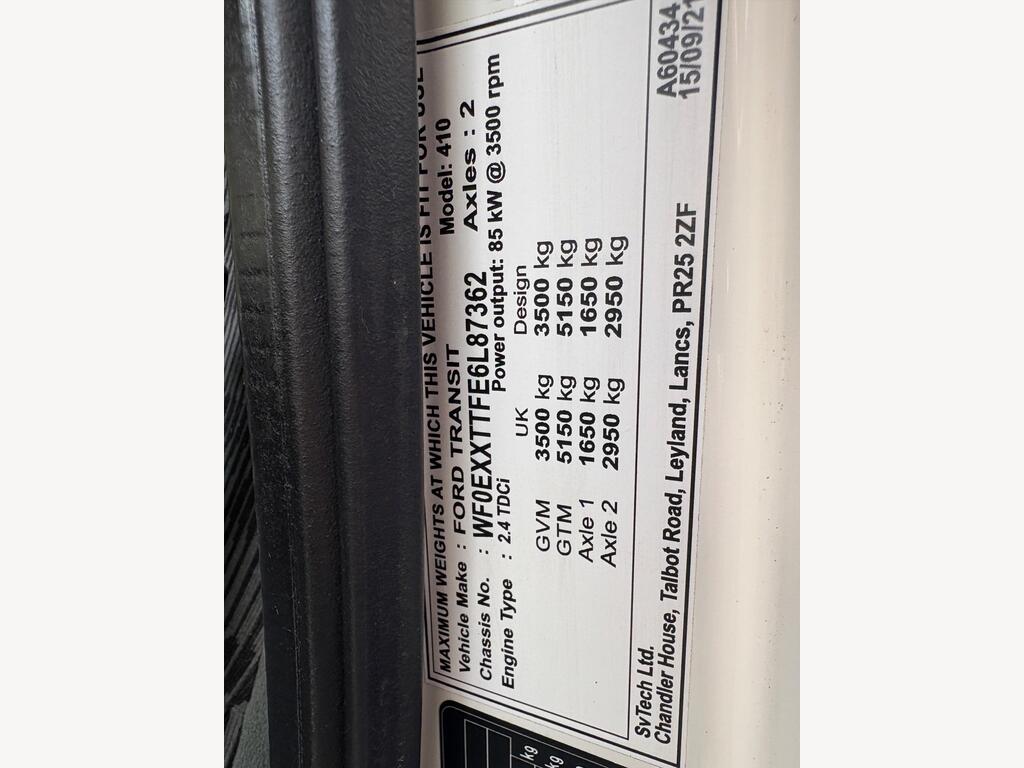 MAXIMUM WEIGHTS AT WHICH THIS VEHICLE IS FIT FOR USE
Vehicle Make : FORD TRANSIT Model: 410
Chassis No. : WF0EXXTTFE6L87362 Axles : 2
Engine Type : 2.4 TDCi Power output: 85 kW @ 3500 rpm
UK Design
GVM 3500 kg 3500 kg
GTM 5150 kg 5150 kg
Axle 1 1650 kg 1650 kg
Axle 2 2950 kg 2950 kg
SvTech Ltd. A60434
Chandler House, Talbot Road, Leyland, Lancs, PR25 2ZF 15/09/21
kg
kg